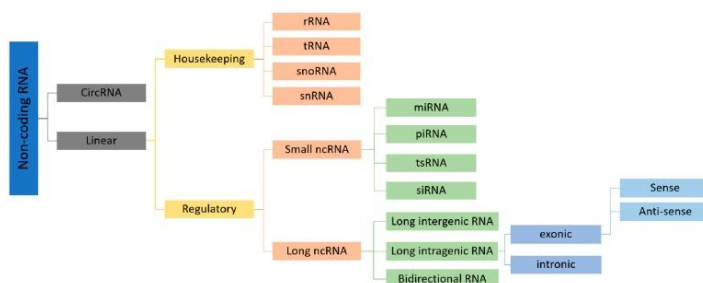 Non-coding RNA
CircRNA
Linear
Housekeeping
Regulatory
rRNA
tRNA
snoRNA
snRNA
Small ncRNA
Long ncRNA
miRNA
piRNA
tsRNA
siRNA
Long intergenic RNA
Long intragenic RNA
Bidirectional RNA
exonic
intronic
Sense
Anti-sense